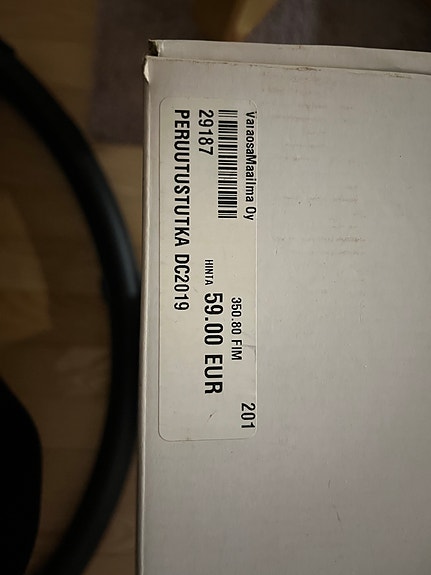 VaraosaMaailma Oy
201
350.80 FIM
29187
HINTA 59.00 EUR
PERUUTUSTUTKA DC2019